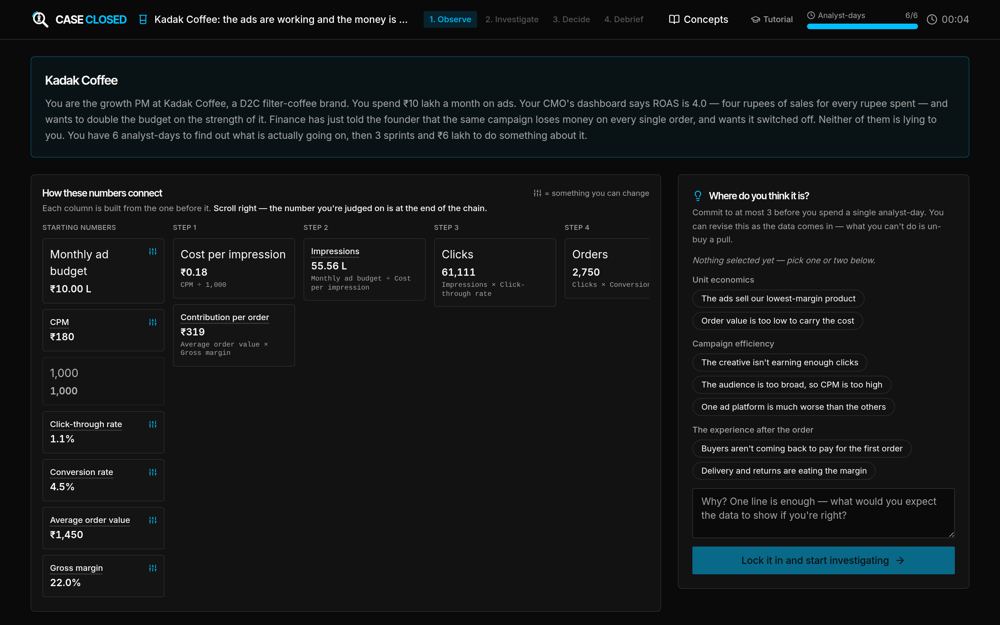 CASE CLOSED
Kadak Coffee: the ads are working and the money is ...
1. Observe
2. Investigate
3. Decide
4. Debrief
Concepts
Tutorial
Analyst-days
6/6
00:04
Kadak Coffee
You are the growth PM at Kadak Coffee, a D2C filter-coffee brand. You spend ₹10 lakh a month on ads. Your CMO's dashboard says ROAS is 4.0 — four rupees of sales for every rupee spent — and
wants to double the budget on the strength of it. Finance has just told the founder that the same campaign loses money on every single order, and wants it switched off. Neither of them is lying to
you. You have 6 analyst-days to find out what is actually going on, then 3 sprints and ₹6 lakh to do something about it.
How these numbers connect
= something you can change
Each column is built from the one before it. Scroll right — the number you're judged on is at the end of the chain.
STARTING NUMBERS
Monthly ad
budget
₹10.00 L
CPM
₹180
1,000
1,000
Click-through rate
1.1%
Conversion rate
4.5%
Average order value
₹1,450
Gross margin
22.0%
STEP 1
Cost per impression
₹0.18
CPM ÷ 1,000
Contribution per order
₹319
Average order value ×
Gross margin
STEP 2
Impressions
55.56 L
Monthly ad budget ÷ Cost
per impression
STEP 3
Clicks
61,111
Impressions × Click-
through rate
STEP 4
Orders
2,750
Clicks × Conversion
Where do you think it is?
Commit to at most 3 before you spend a single analyst-day. You
can revise this as the data comes in — what you can't do is un-
buy a pull.
Nothing selected yet — pick one or two below.
Unit economics
The ads sell our lowest-margin product
Order value is too low to carry the cost
Campaign efficiency
The creative isn't earning enough clicks
The audience is too broad, so CPM is too high
One ad platform is much worse than the others
The experience after the order
Buyers aren't coming back to pay for the first order
Delivery and returns are eating the margin
Why? One line is enough — what would you expect
the data to show if you're right?
Lock it in and start investigating